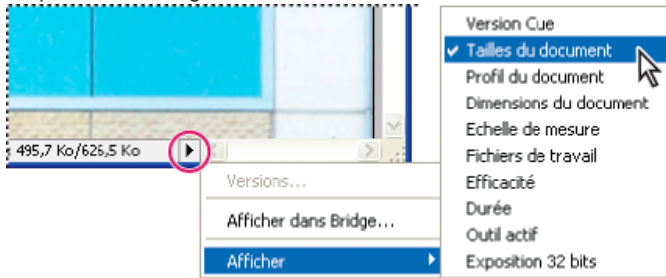 495,7 Ko/626,5 Ko
Versions...
Afficher dans Bridge...
Afficher
Version Cue
Tailles du document
Profil du document
Dimensions du document
Echelle de mesure
Fichiers de travail
Efficacité
Durée
Outil actif
Exposition 32 bits